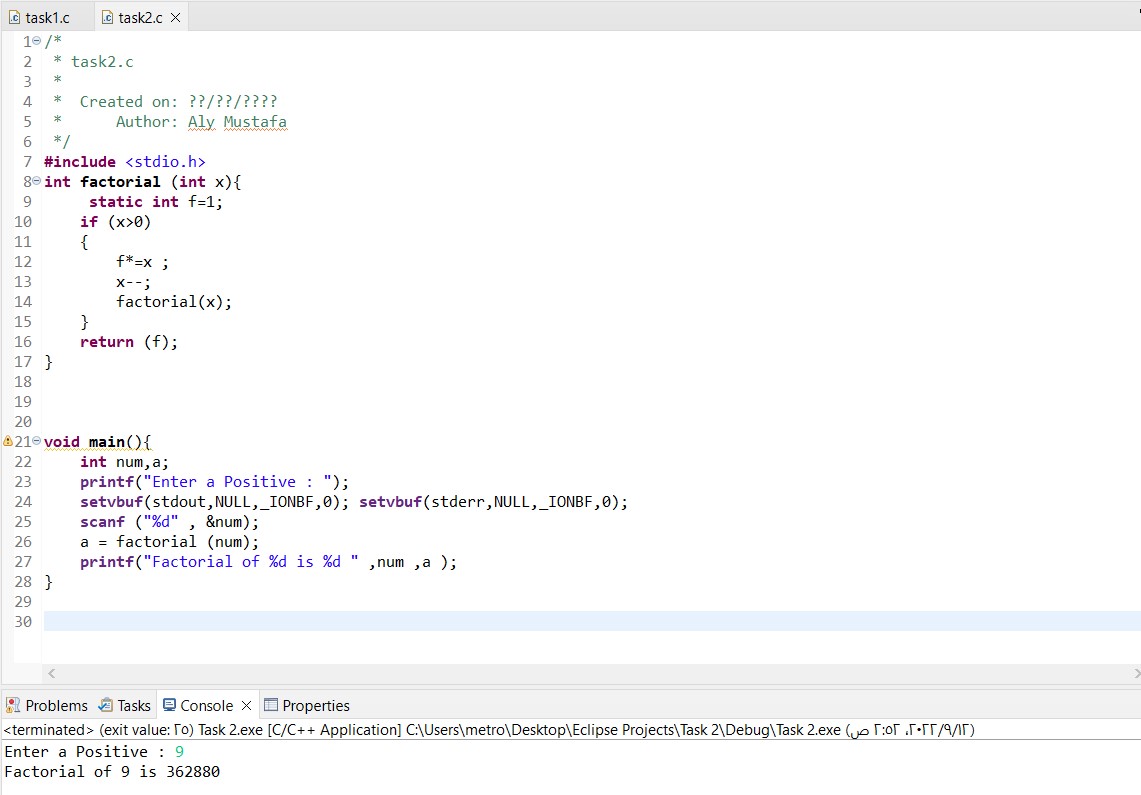 task1.c task2.c
1 /*
2  * task2.c
3  *
4  *  Created on: ??/??/????
5  *      Author: Aly Mustafa
6  */
7 #include <stdio.h>
8 int factorial (int x){
9      static int f=1;
10     if (x>0)
11     {
12         f*=x ;
13         x--;
14         factorial(x);
15     }
16     return (f);
17 }
18
19
20
21 void main(){
22     int num,a;
23     printf("Enter a Positive : ");
24     setvbuf(stdout,NULL,_IONBF,0); setvbuf(stderr,NULL,_IONBF,0);
25     scanf ("%d" , &num);
26     a = factorial (num);
27     printf("Factorial of %d is %d " ,num ,a );
28 }
29
30
Problems Tasks Console Properties
<terminated> (exit value: ٢٥) Task 2.exe [C/C++ Application] C:\Users\metro\Desktop\Eclipse Projects\Task 2\Debug\Task 2.exe (٢٠٢٢/٩/١٢، ٢:٥٢ ص)
Enter a Positive : 9
Factorial of 9 is 362880